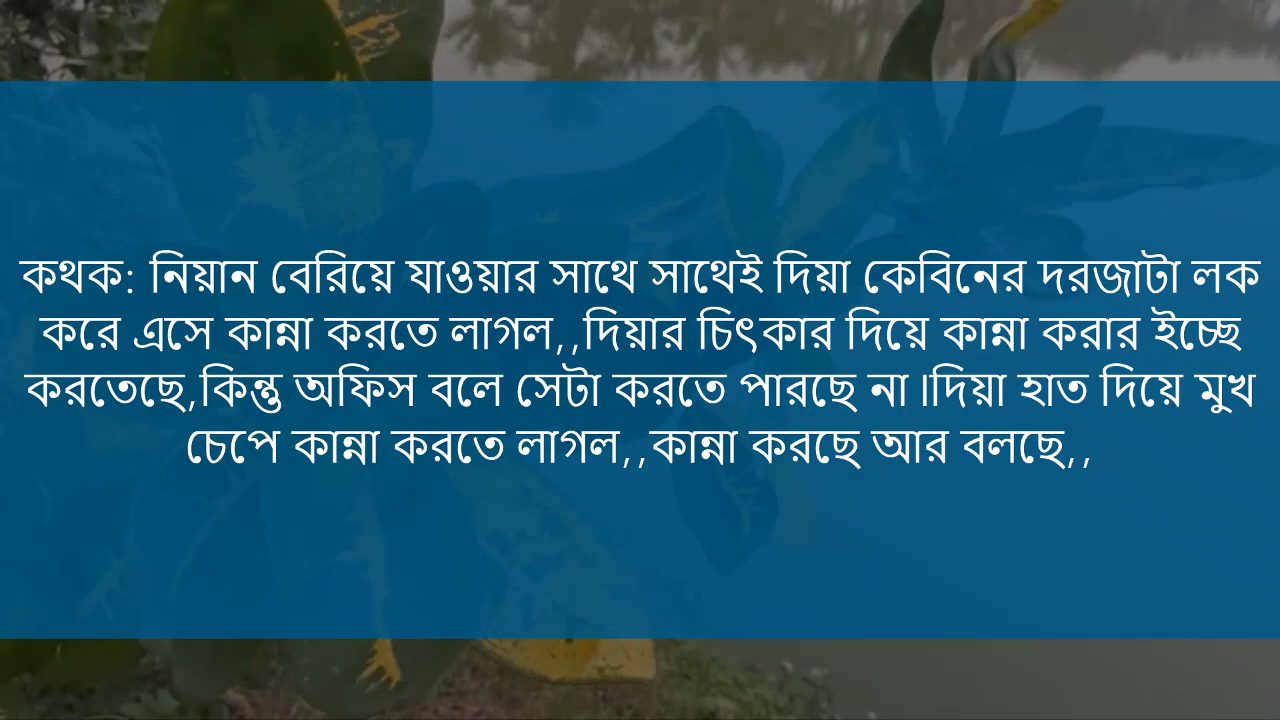 কথক: নিয়ান বেরিয়ে যাওয়ার সাথে সাথেই দিয়া কেবিনের দরজাটা লক
করে এসে কান্না করতে লাগল,,দিয়ার চিৎকার দিয়ে কান্না করার ইচ্ছে
করতেছে,কিন্তু অফিস বলে সেটা করতে পারছে না।দিয়া হাত দিয়ে মুখ
চেপে কান্না করতে লাগল,,কান্না করছে আর বলছে,,